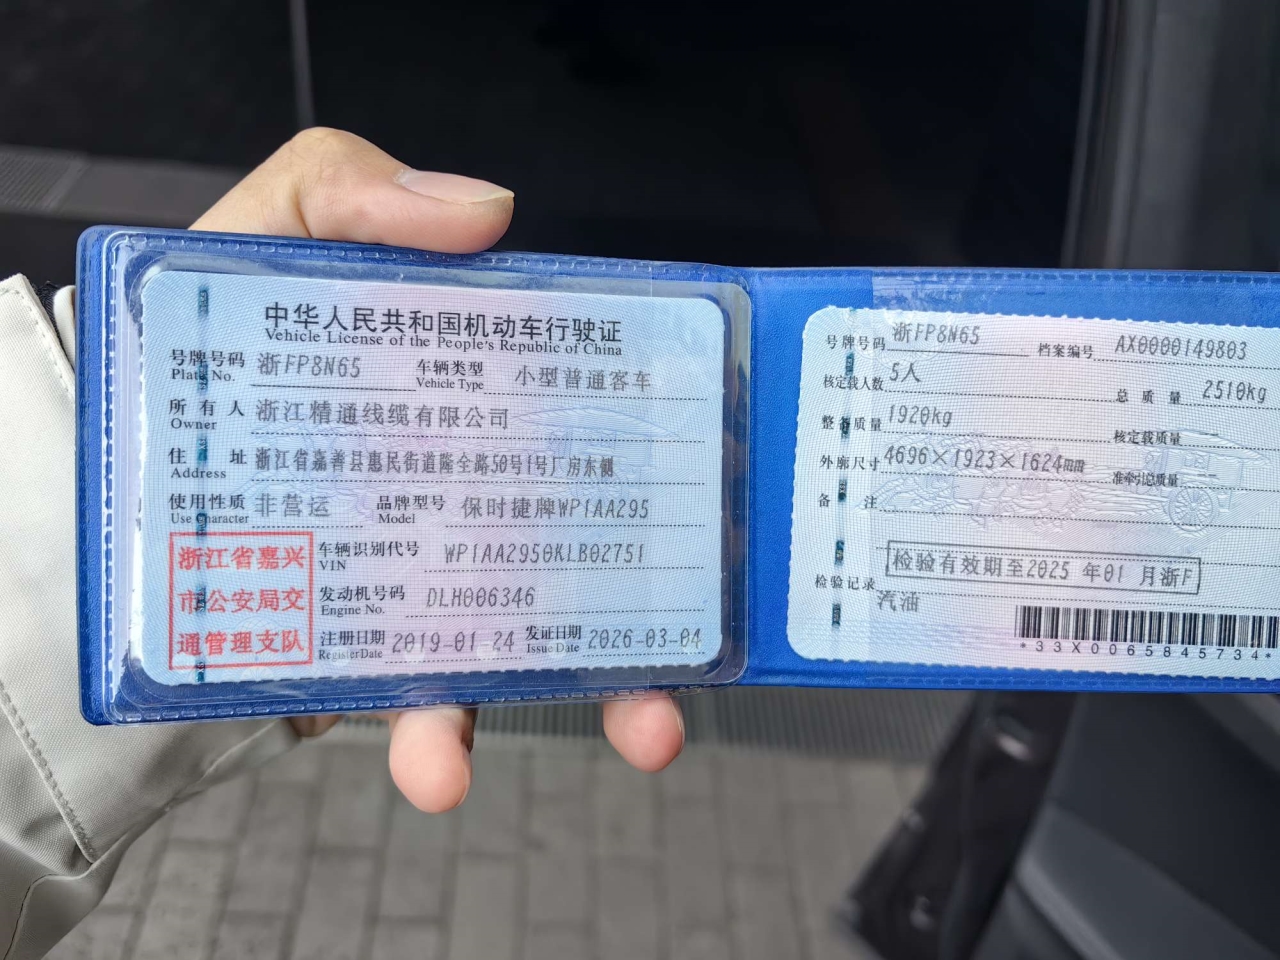 中华人民共和国机动车行驶证
Vehicle License of the People's Republic of China
号牌号码 浙FP8N65 车辆类型 小型普通客车
Plate No. Vehicle Type
所有人 浙江精通线缆有限公司
Owner
住址 浙江省嘉善县惠民街道隆全路50号1号厂房东侧
Address
使用性质 非营运 品牌型号 保时捷牌WP1AA295
Use Character Model
浙江省嘉兴
市公安局交
通管理支队
车辆识别代号 WP1AA2950KLB02751
VIN
发动机号码 DLH006346
Engine No.
注册日期 2019-01-24 发证日期 2026-03-04
Register Date Issue Date
号牌号码 浙FP8N65 档案编号 AX0000149803
核定载人数 5人 总质量 2510kg
整备质量 1920kg 核定载质量 --
外廓尺寸 4696×1923×1624mm 准牵引总质量 --
备注
检验记录 检验有效期至2025年01月浙F
汽油
*33X0065845734*